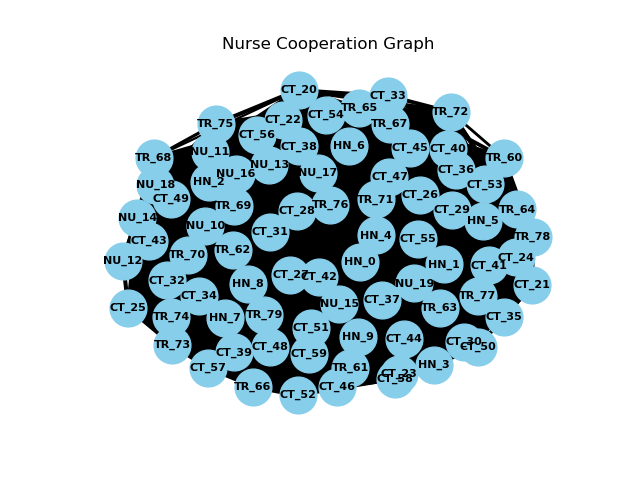 Nurse Cooperation Graph
CT_20
CT_33
TR_65
TR_72
CT_54
CT_22
TR_75
TR_67
CT_56
CT_38
HN_6
CT_45
CT_40
NU_11
TR_68
TR_60
NU_13
CT_36
NU_17
NU_16
CT_47
HN_2
NU_18
CT_53
CT_26
CT_49
TR_71
TR_76
TR_69
CT_28
CT_29
TR_64
NU_14
HN_5
NU_10
CT_31
HN_4
TR_78
CT_55
CT_43
TR_62
TR_70
CT_24
NU_12
HN_0
HN_1
CT_41
CT_27
CT_42
CT_32
HN_8
NU_19
CT_21
CT_34
TR_77
CT_37
NU_15
CT_25
TR_63
TR_79
TR_74
HN_7
CT_35
CT_51
HN_9
CT_44
CT_30
TR_73
CT_50
CT_48
CT_39
CT_59
HN_3
CT_57
TR_61
CT_23
CT_58
TR_66
CT_46
CT_52